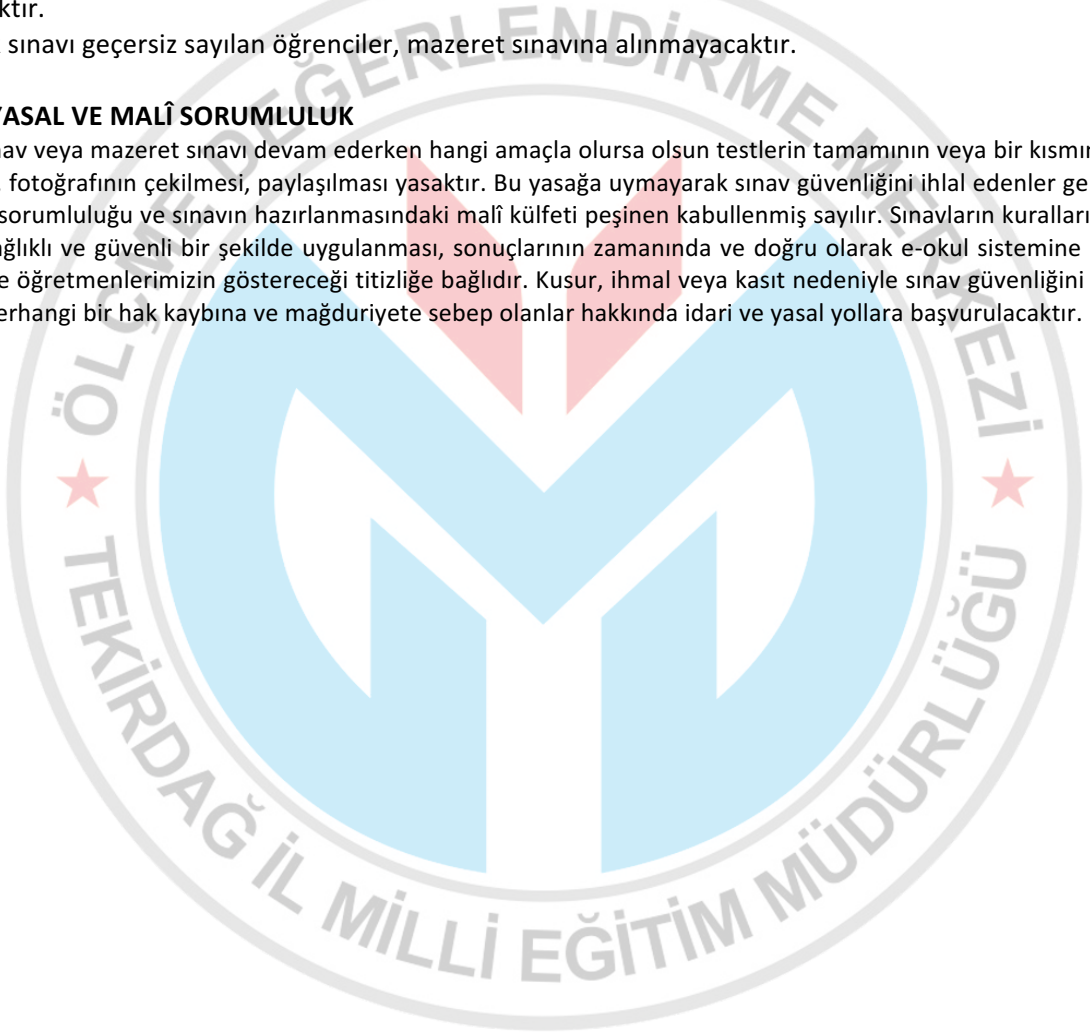 ktır.
sınavı geçersiz sayılan öğrenciler, mazeret sınavına alınmayacaktır.
YASAL VE MALÎ SORUMLULUK
nav veya mazeret sınavı devam ederken hangi amaçla olursa olsun testlerin tamamının veya bir kısmın
fotoğrafının çekilmesi, paylaşılması yasaktır. Bu yasağa uymayarak sınav güvenliğini ihlal edenler ge
sorumluluğu ve sınavın hazırlanmasındaki malî külfeti peşinen kabullenmiş sayılır. Sınavların kuralları
ağlıklı ve güvenli bir şekilde uygulanması, sonuçlarının zamanında ve doğru olarak e-okul sistemine
e öğretmenlerimizin göstereceği titizliğe bağlıdır. Kusur, ihmal veya kasıt nedeniyle sınav güvenliğini
erhangi bir hak kaybına ve mağduriyete sebep olanlar hakkında idari ve yasal yollara başvurulacaktır.
ÖLÇME DEĞERLENDİRME MERKEZİ
TEKİRDAĞ İL MİLLİ EĞİTİM MÜDÜRLÜĞÜ